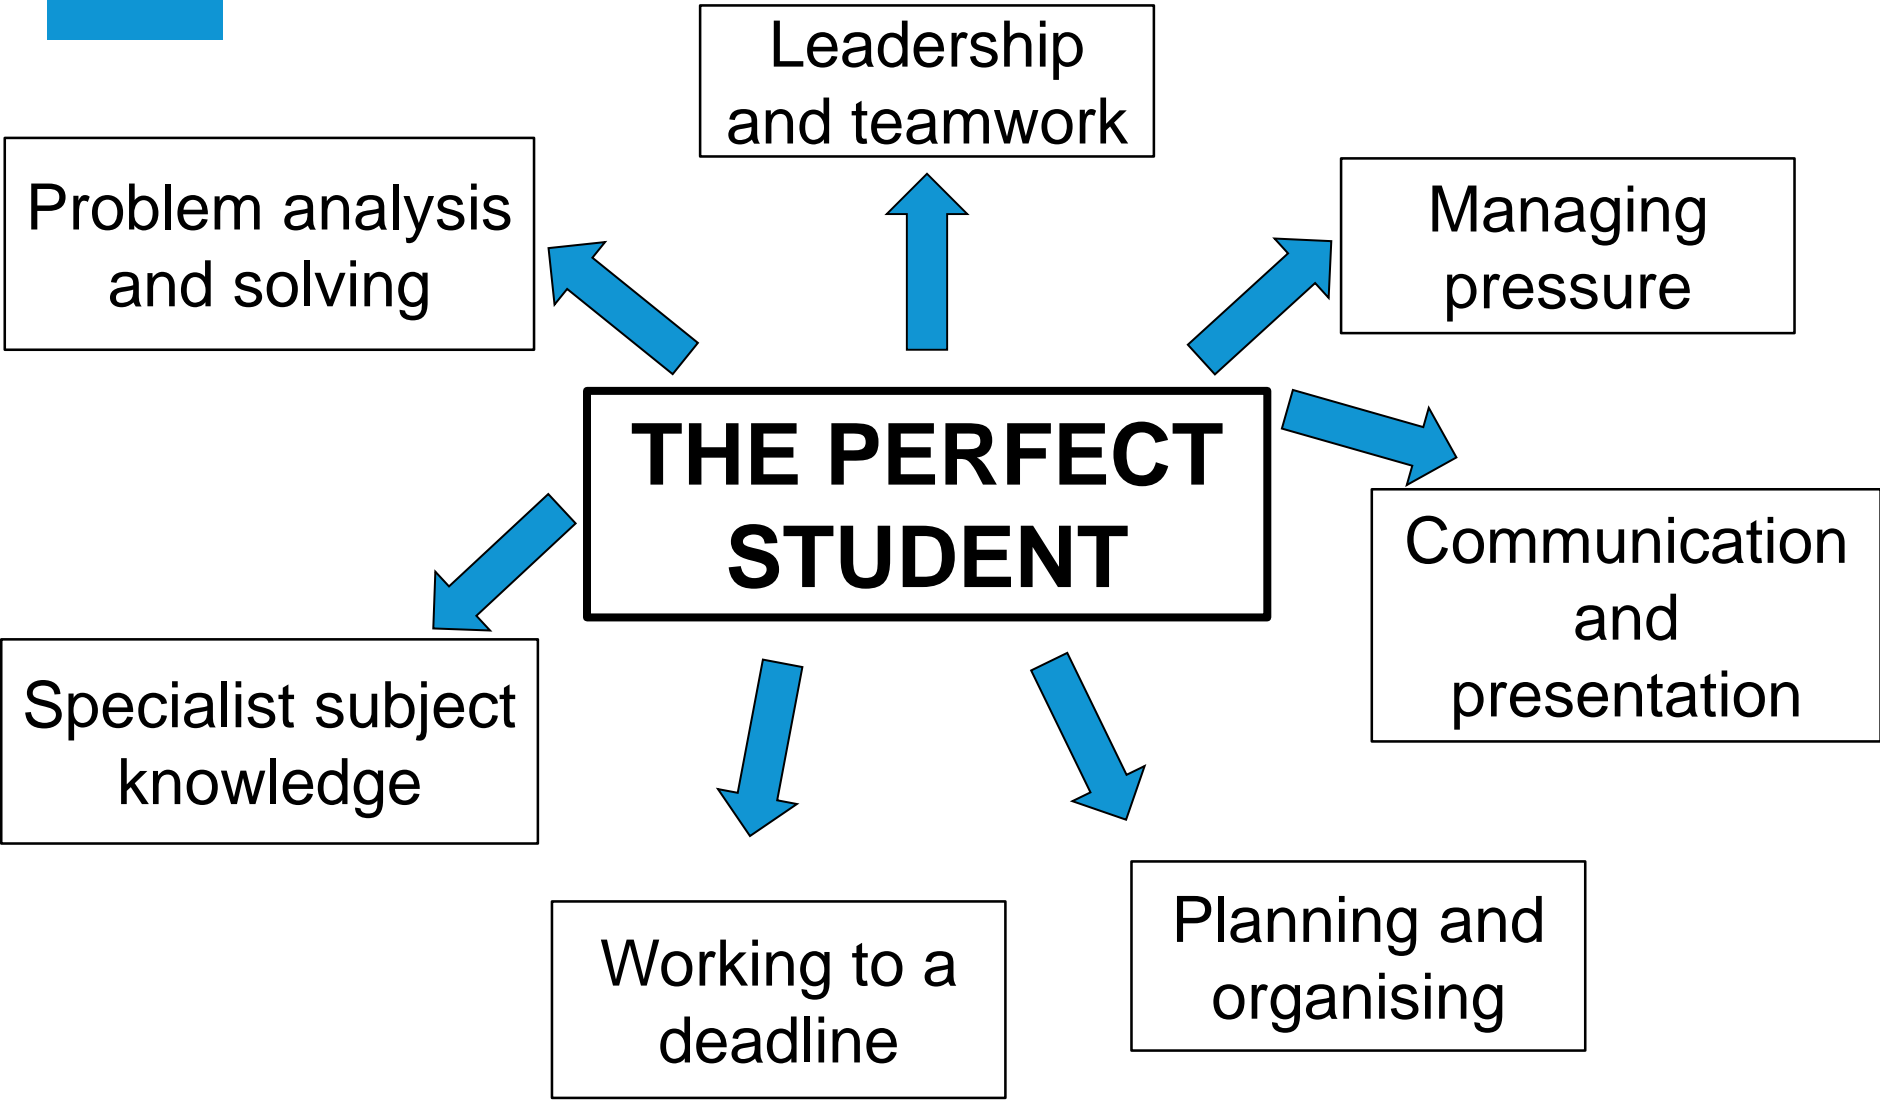 Leadership
and teamwork
Problem analysis
and solving
Managing
pressure
THE PERFECT
STUDENT
Communication
and
presentation
Specialist subject
knowledge
Working to a
deadline
Planning and
organising